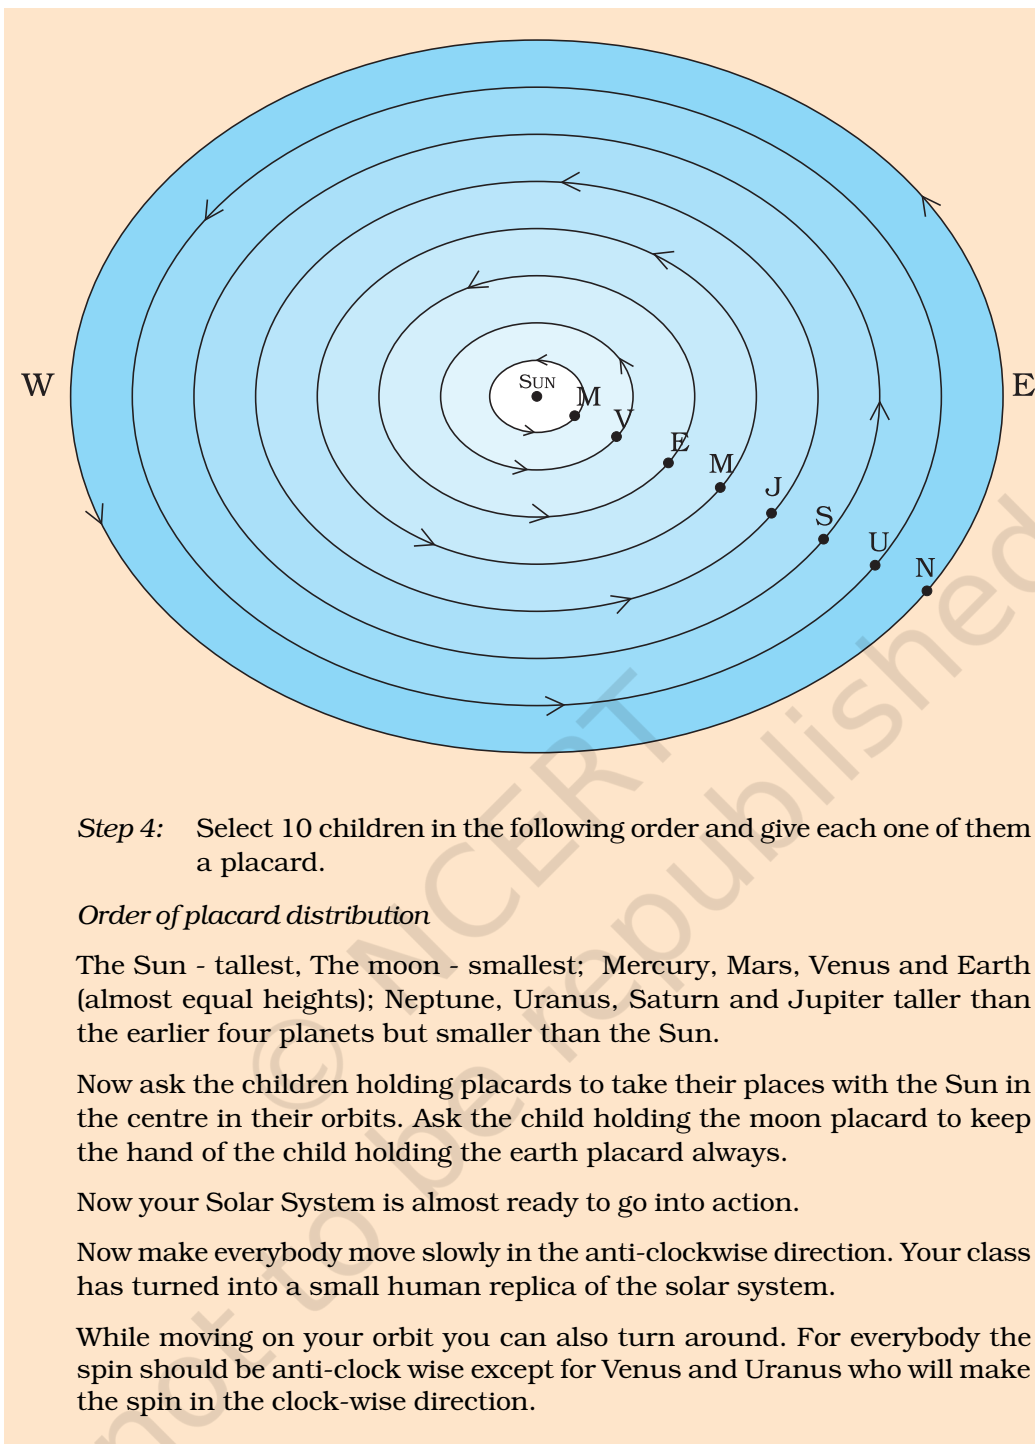 W
E
SUN
M
V
E
M
J
S
U
N
Step 4: Select 10 children in the following order and give each one of them
a placard.
Order of placard distribution
The Sun - tallest, The moon - smallest; Mercury, Mars, Venus and Earth
(almost equal heights); Neptune, Uranus, Saturn and Jupiter taller than
the earlier four planets but smaller than the Sun.
Now ask the children holding placards to take their places with the Sun in
the centre in their orbits. Ask the child holding the moon placard to keep
the hand of the child holding the earth placard always.
Now your Solar System is almost ready to go into action.
Now make everybody move slowly in the anti-clockwise direction. Your class
has turned into a small human replica of the solar system.
While moving on your orbit you can also turn around. For everybody the
spin should be anti-clock wise except for Venus and Uranus who will make
the spin in the clock-wise direction.
© NCERT
not to be republished